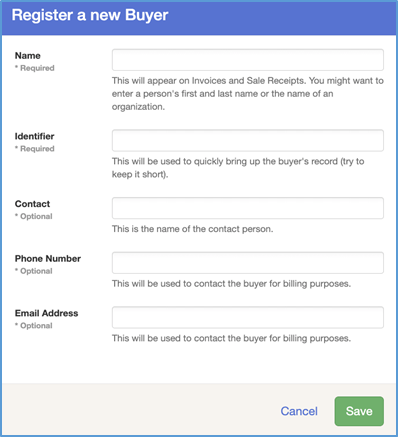 Register a new Buyer
Name
* Required
This will appear on Invoices and Sale Receipts. You might want to
enter a person's first and last name or the name of an
organization.
Identifier
* Required
This will be used to quickly bring up the buyer's record (try to
keep it short).
Contact
* Optional
This is the name of the contact person.
Phone Number
* Optional
This will be used to contact the buyer for billing purposes.
Email Address
* Optional
This will be used to contact the buyer for billing purposes.
Cancel
Save